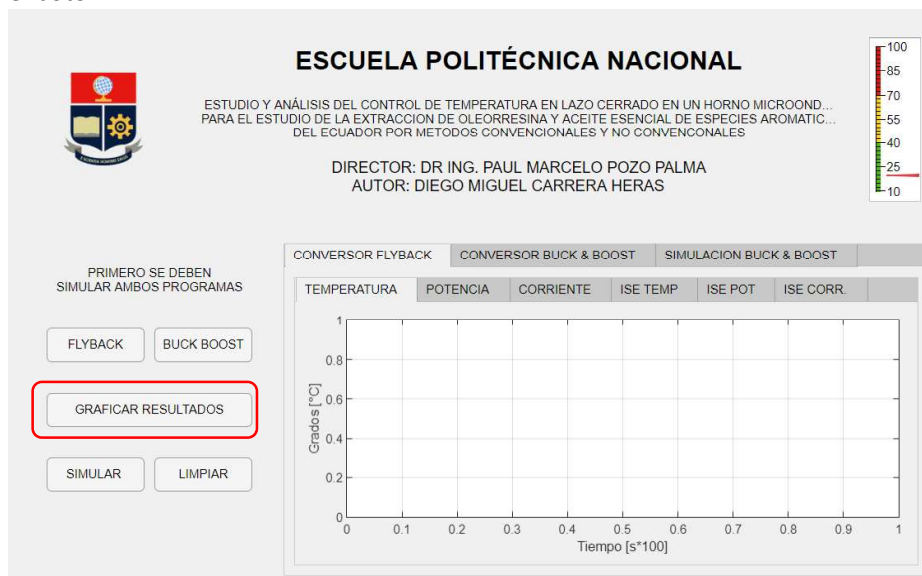 ESCUELA POLITÉCNICA NACIONAL
ESTUDIO Y ANÁLISIS DEL CONTROL DE TEMPERATURA EN LAZO CERRADO EN UN HORNO MICROOND...
PARA EL ESTUDIO DE LA EXTRACCION DE OLEORRESINA Y ACEITE ESENCIAL DE ESPECIES AROMATIC...
DEL ECUADOR POR METODOS CONVENCIONALES Y NO CONVENCONALES
DIRECTOR: DR ING. PAUL MARCELO POZO PALMA
AUTOR: DIEGO MIGUEL CARRERA HERAS
100
85
70
55
40
25
10
PRIMERO SE DEBEN
SIMULAR AMBOS PROGRAMAS
FLYBACK BUCK BOOST
GRAFICAR RESULTADOS
SIMULAR LIMPIAR
CONVERSOR FLYBACK CONVERSOR BUCK & BOOST SIMULACION BUCK & BOOST
TEMPERATURA POTENCIA CORRIENTE ISE TEMP ISE POT ISE CORR.
1
0.8
0.6
0.4
0.2
0
Grados [°C]
0 0.1 0.2 0.3 0.4 0.5 0.6 0.7 0.8 0.9 1
Tiempo [s*100]